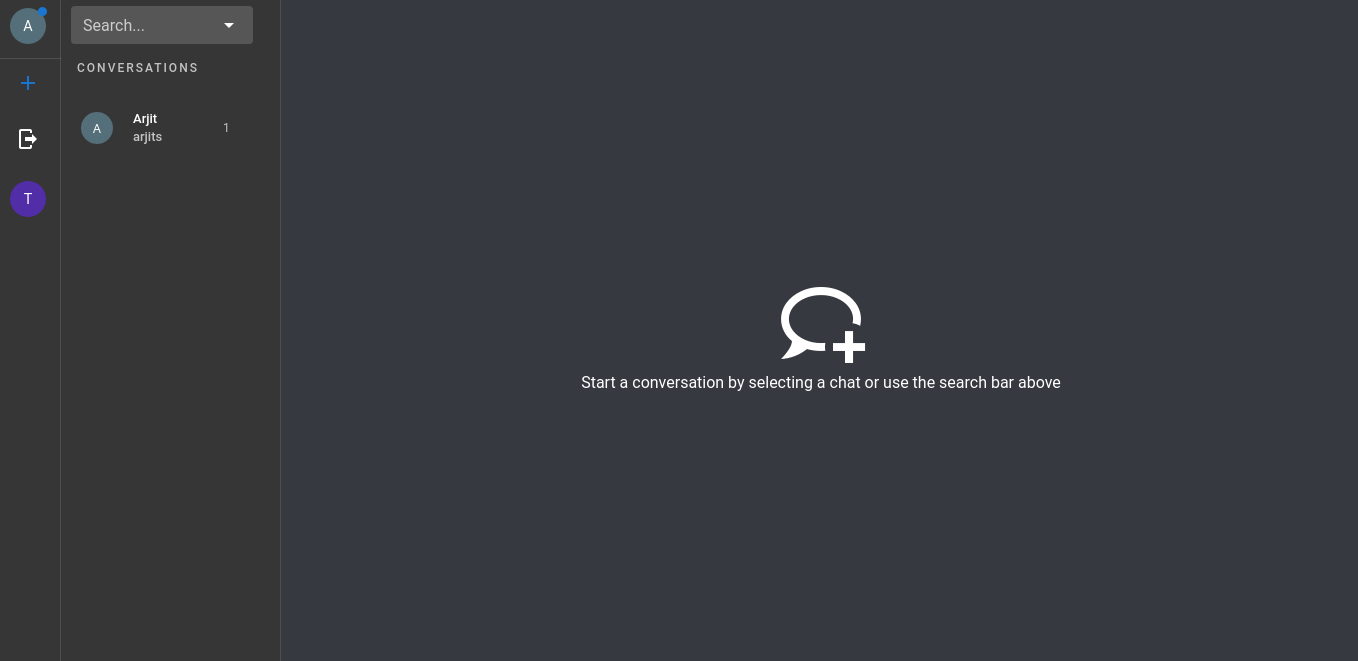 A
Search...
CONVERSATIONS
A
Arjit
arjits
1
T
Start a conversation by selecting a chat or use the search bar above